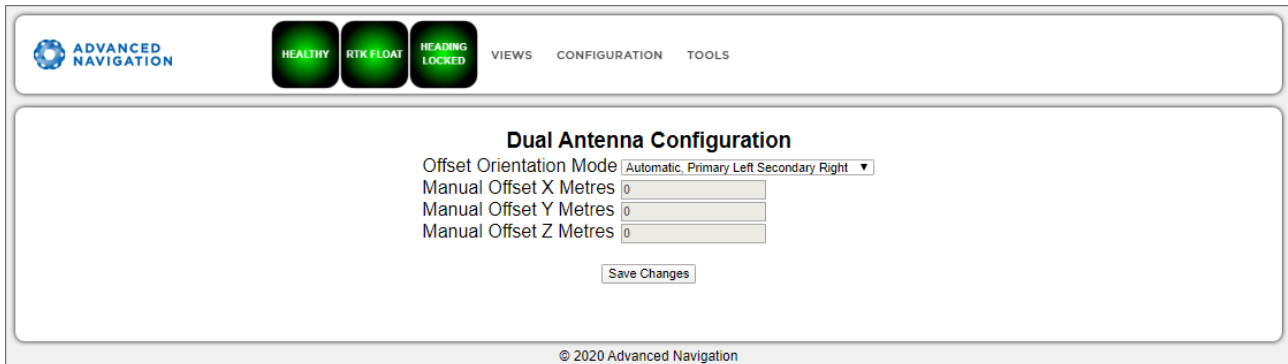 ADVANCED
NAVIGATION
HEALTHY
RTK FLOAT
HEADING
LOCKED
VIEWS
CONFIGURATION
TOOLS
Dual Antenna Configuration
Offset Orientation Mode Automatic, Primary Left Secondary Right
Manual Offset X Metres 0
Manual Offset Y Metres 0
Manual Offset Z Metres 0
Save Changes
© 2020 Advanced Navigation